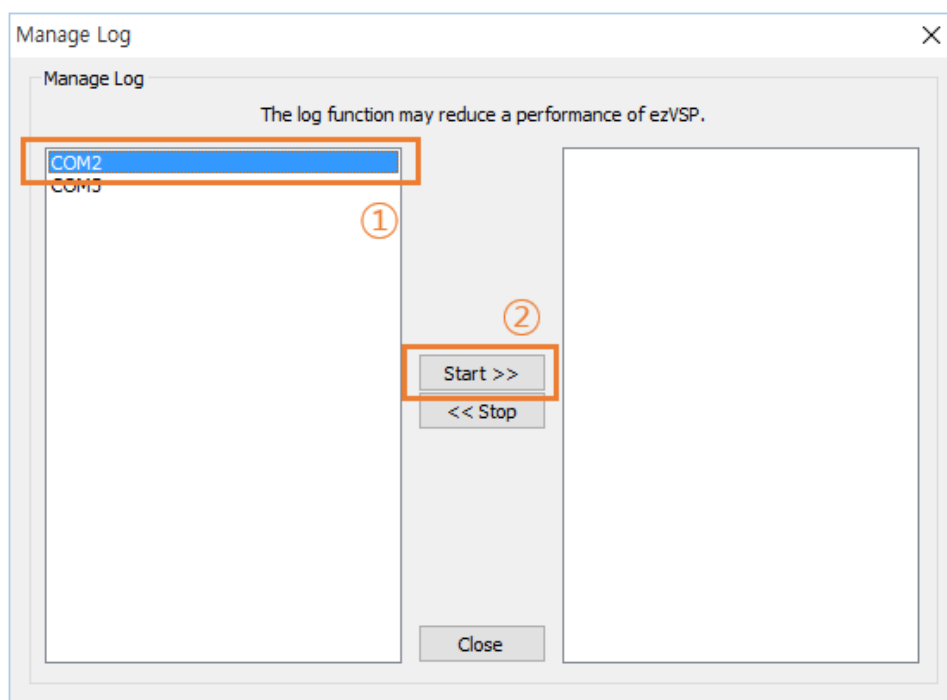 Manage Log
Manage Log
The log function may reduce a performance of ezVSP.
COM2
①
②
Start >>
<< Stop
Close